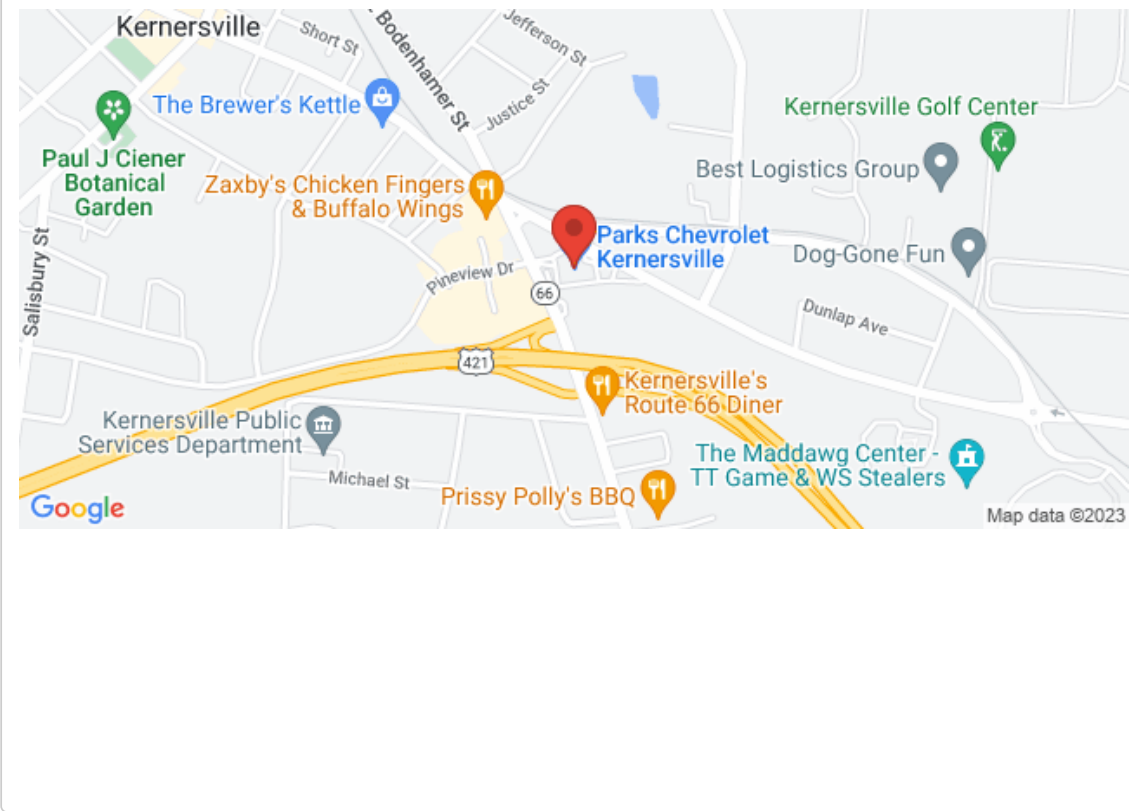 Kernersville
Short St
Bodenhamer St
Jefferson St
Justice St
The Brewer's Kettle
Kernersville Golf Center
Paul J Ciener
Botanical
Garden
Best Logistics Group
Zaxby's Chicken Fingers
& Buffalo Wings
Parks Chevrolet
Kernersville
Dog-Gone Fun
Salisbury St
Pineview Dr
66
Dunlap Ave
421
Kernersville's
Route 66 Diner
Kernersville Public
Services Department
The Maddawg Center -
TT Game & WS Stealers
Michael St
Prissy Polly's BBQ
Google
Map data ©2023